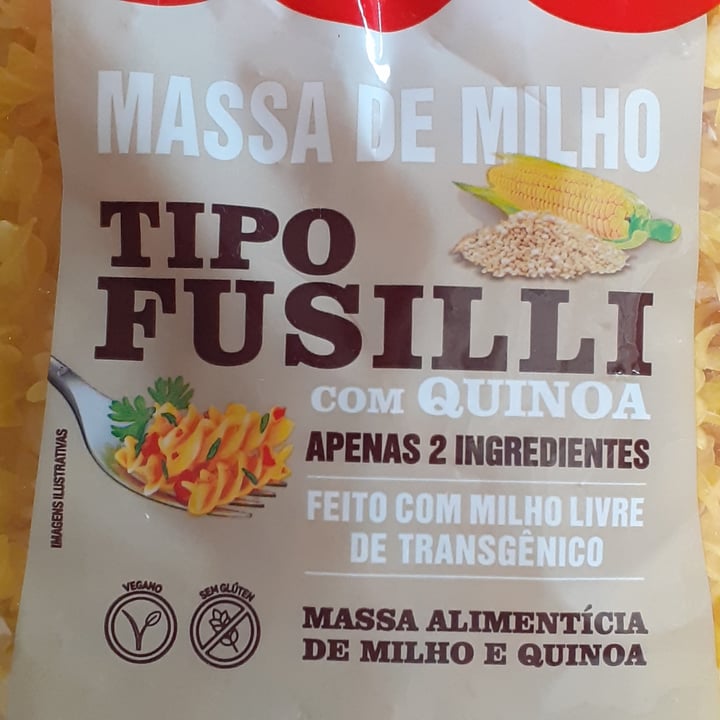 MASSA DE MILHO
TIPO
FUSILLI
COM QUINOA
APENAS 2 INGREDIENTES
FEITO COM MILHO LIVRE
DE TRANSGÊNICO
IMAGENS ILUSTRATIVAS
VEGANO
SEM GLÚTEN
MASSA ALIMENTÍCIA
DE MILHO E QUINOA